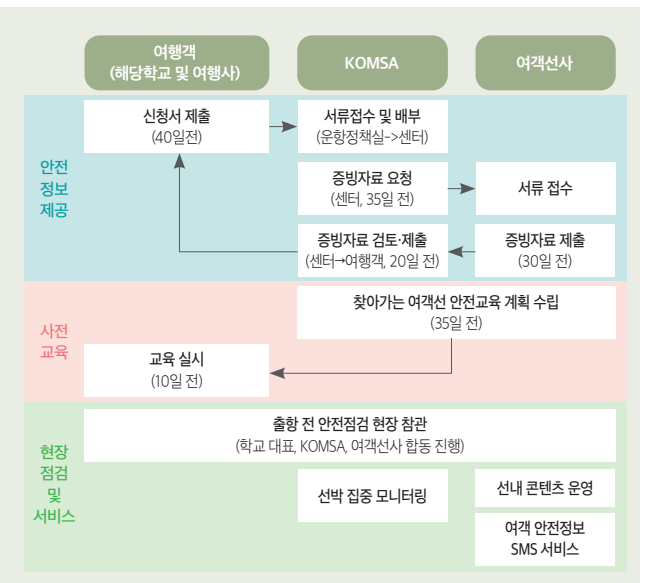 여행객
(해당학교 및 여행사)
KOMSA
여객선사
안전
정보
제공
신청서 제출
(40일전)
서류접수 및 배부
(운항정책실->센터)
증빙자료 요청
(센터, 35일 전)
서류 접수
증빙자료 검토·제출
(센터→여행객, 20일 전)
증빙자료 제출
(30일 전)
사전
교육
찾아가는 여객선 안전교육 계획 수립
(35일 전)
교육 실시
(10일 전)
현장
점검
및
서비스
출항 전 안전점검 현장 참관
(학교 대표, KOMSA, 여객선사 합동 진행)
선박 집중 모니터링
선내 콘텐츠 운영
여객 안전정보
SMS 서비스